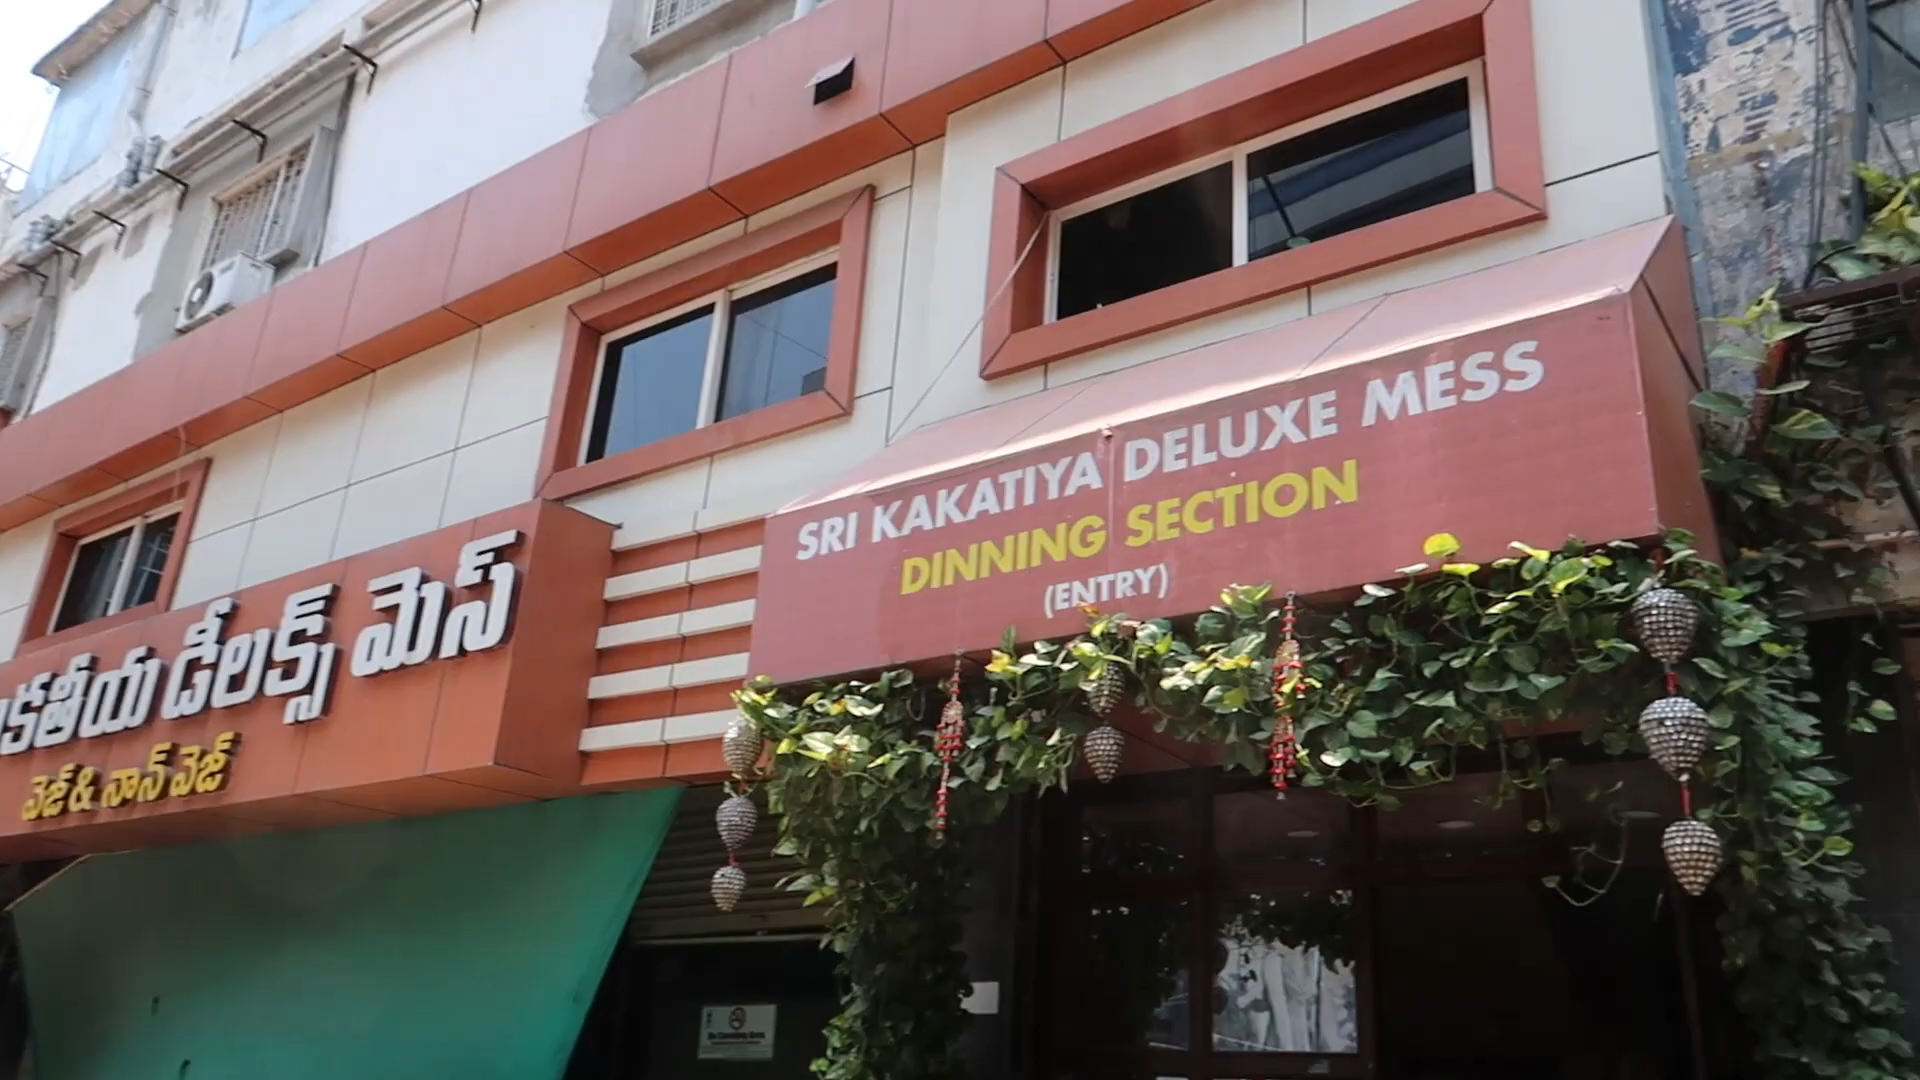 కతీయ డీలక్స్ మెస్
వెజ్ & నాన్ వెజ్
SRI KAKATIYA DELUXE MESS
DINNING SECTION
(ENTRY)